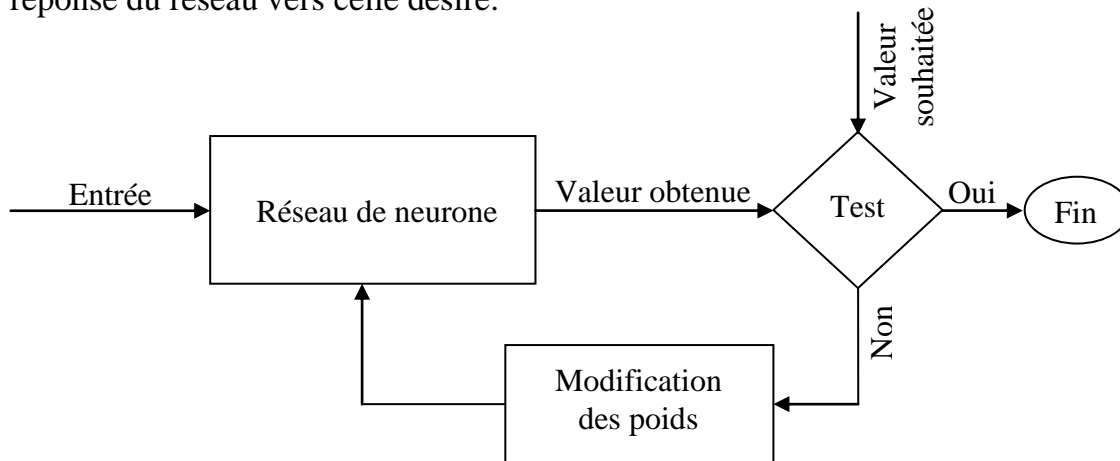 réponse du réseau vers celle désiré.
Valeur
souhaitée
Entrée
Réseau de neurone
Valeur obtenue
Test
Oui
Fin
Non
Modification
des poids